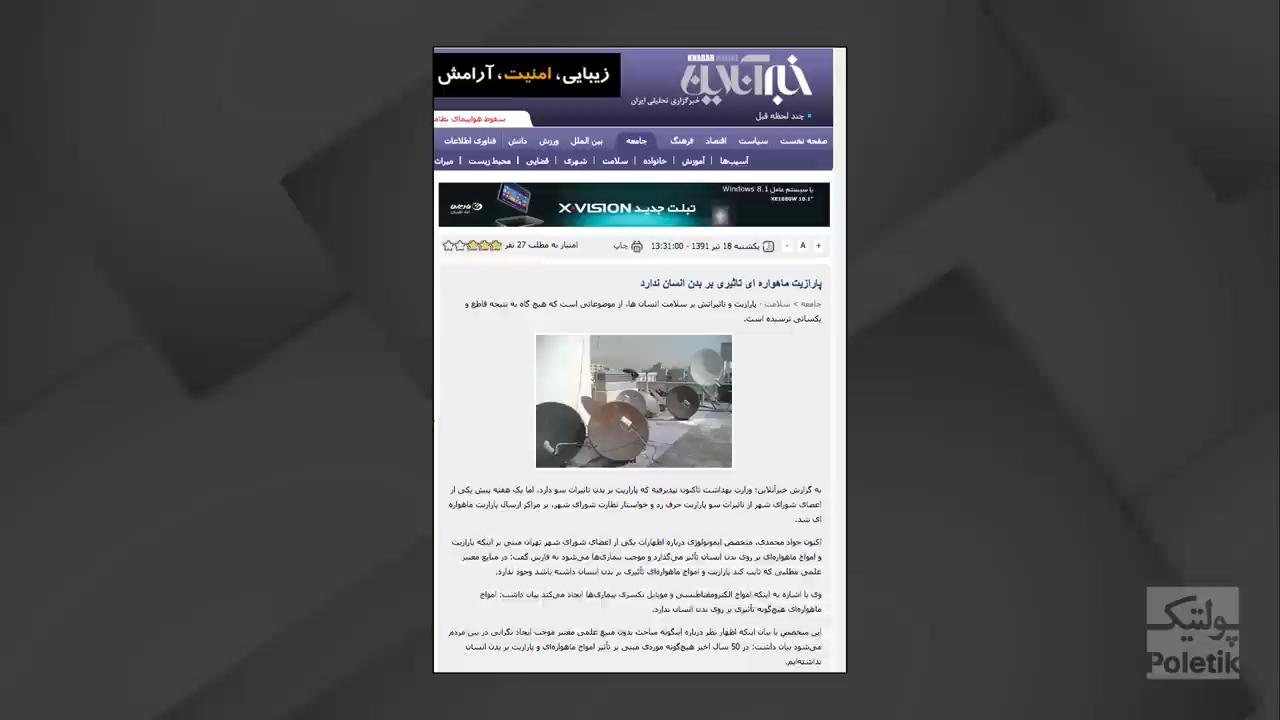 زیبایی، امنیت، آرامش
KHABAR ONLINE
خبرآنلاین
خبرگزاری تحلیلی ایران
چند لحظه قبل
سقوط هواپیمای نظام
صفحه نخست سیاست اقتصاد فرهنگ جامعه بین الملل ورزش دانش فناوری اطلاعات
آسیب‌ها | آموزش | خانواده | سلامت | شهری | قضایی | محیط زیست | میراث
با سیستم عامل Windows 8.1
XE1080W 10.1"
تبلت جدید X.VISION
+ A - یکشنبه 18 تیر 1391 - 13:31:00 چاپ امتیاز به مطلب 27 نفر
پارازیت ماهواره ای تاثیری بر بدن انسان ندارد
جامعه > سلامت - پارازیت و تاثیراتش بر سلامت انسان ها، از موضوعاتی است که هیچ گاه به نتیجه قاطع و
یکسانی نرسیده است.
به گزارش خبرآنلاین؛ وزارت بهداشت تاکنون نپذیرفته که پارازیت بر بدن تاثیرات سو دارد، اما یک هفته پیش یکی از
اعضای شورای شهر از تاثیرات سو پارازیت حرف زد و خواستار نظارت شورای شهر، بر مراکز ارسال پارازیت ماهواره
ای شد.
اکنون جواد محمدی، متخصص ایمونولوژی درباره اظهارات یکی از اعضای شورای شهر تهران مبنی بر اینکه پارازیت
و امواج ماهواره‌ای بر روی بدن انسان تأثیر می‌گذارد و موجب بیماری‌ها می‌شود به فارس گفت: در منابع معتبر
علمی مطلبی که ثابت کند پارازیت و امواج ماهواره‌ای تأثیری بر بدن انسان داشته باشد وجود ندارد.
وی با اشاره به اینکه امواج الکترومغناطیسی و موبایل یکسری بیماری‌ها ایجاد می‌کند بیان داشت: امواج
ماهواره‌ای هیچ‌گونه تأثیری بر روی بدن انسان ندارد.
این متخصص با بیان اینکه اظهار نظر درباره اینگونه مباحث بدون منبع علمی معتبر موجب ایجاد نگرانی در بین مردم
می‌شود بیان داشت: در 50 سال اخیر هیچ‌گونه موردی مبنی بر تأثیر امواج ماهواره‌ای و پارازیت بر بدن انسان
نداشته‌ایم.
پولتیک
Poletik